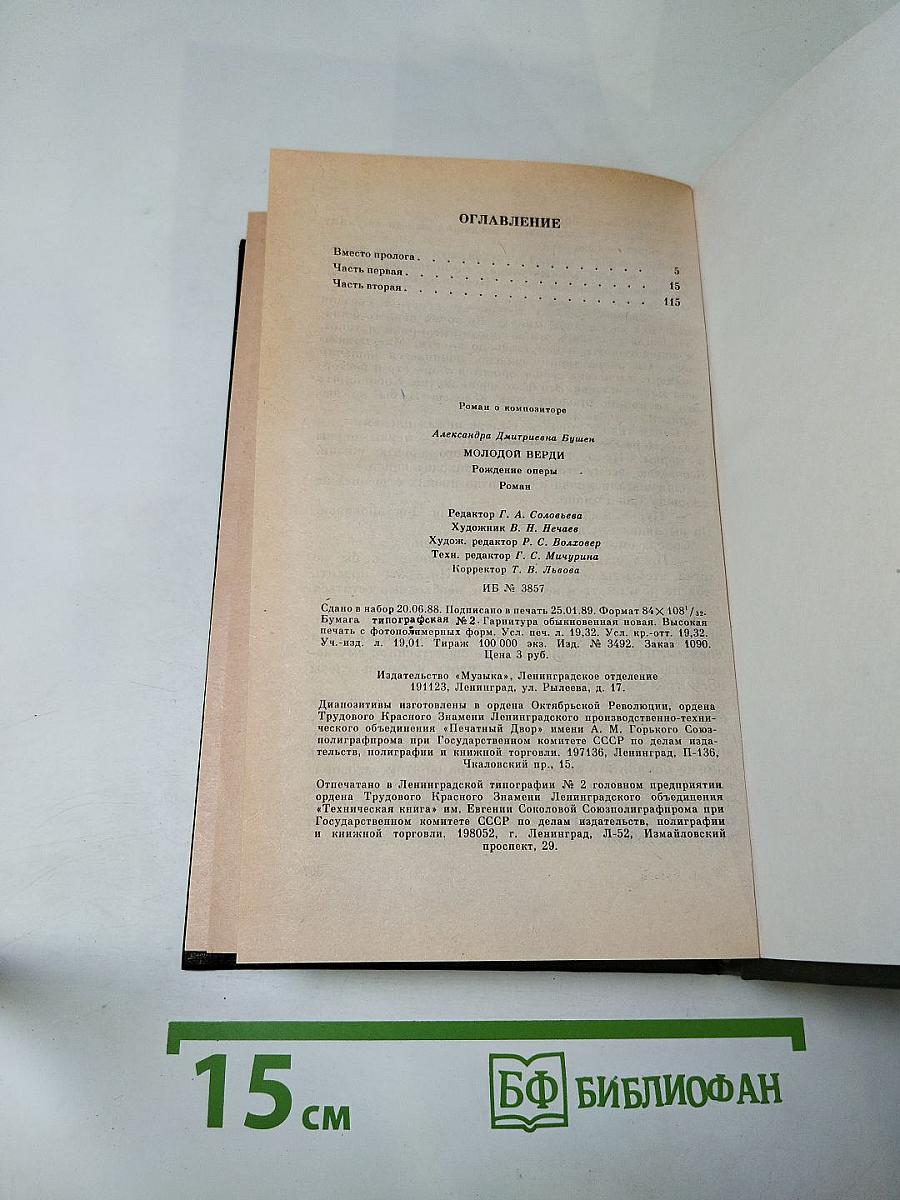 ОГЛАВЛЕНИЕ
Вместо пролога . . . . . . . . . . . . . . 5
Часть первая . . . . . . . . . . . . . . . 15
Часть вторая . . . . . . . . . . . . . . . 115
Роман о композиторе
Александра Дмитриевна Бушен
МОЛОДОЙ ВЕРДИ
Рождение оперы
Роман
Редактор Г. А. Соловьева
Художник В. Н. Нечаев
Худож. редактор Р. С. Волховер
Техн. редактор Г. С. Мичурина
Корректор Т. В. Львова
ИБ № 3857
Сдано в набор 20.06.88. Подписано в печать 25.01.89. Формат 84×108¹/₃₂.
Бумага типографская №2. Гарнитура обыкновенная новая. Высокая
печать с фотополимерных форм. Усл. печ. л. 19,32. Усл. кр.-отт. 19,32.
Уч.-изд. л. 19,01. Тираж 100 000 экз. Изд. № 3492. Заказ 1090.
Цена 3 руб.
Издательство «Музыка», Ленинградское отделение
191123, Ленинград, ул. Рылеева, д. 17.
Диапозитивы изготовлены в ордена Октябрьской Революции, ордена
Трудового Красного Знамени Ленинградского производственно-техни-
ческого объединения «Печатный Двор» имени А. М. Горького Союз-
полиграфпрома при Государственном комитете СССР по делам изда-
тельств, полиграфии и книжной торговли. 197136, Ленинград, П-136,
Чкаловский пр., 15.
Отпечатано в Ленинградской типографии № 2 головном предприятии
ордена Трудового Красного Знамени Ленинградского объединения
«Техническая книга» им. Евгении Соколовой Союзполиграфпрома при
Государственном комитете СССР по делам издательств, полиграфии
и книжной торговли. 198052, г. Ленинград, Л-52, Измайловский
проспект, 29.
15 см
БФ БИБЛИОФАН